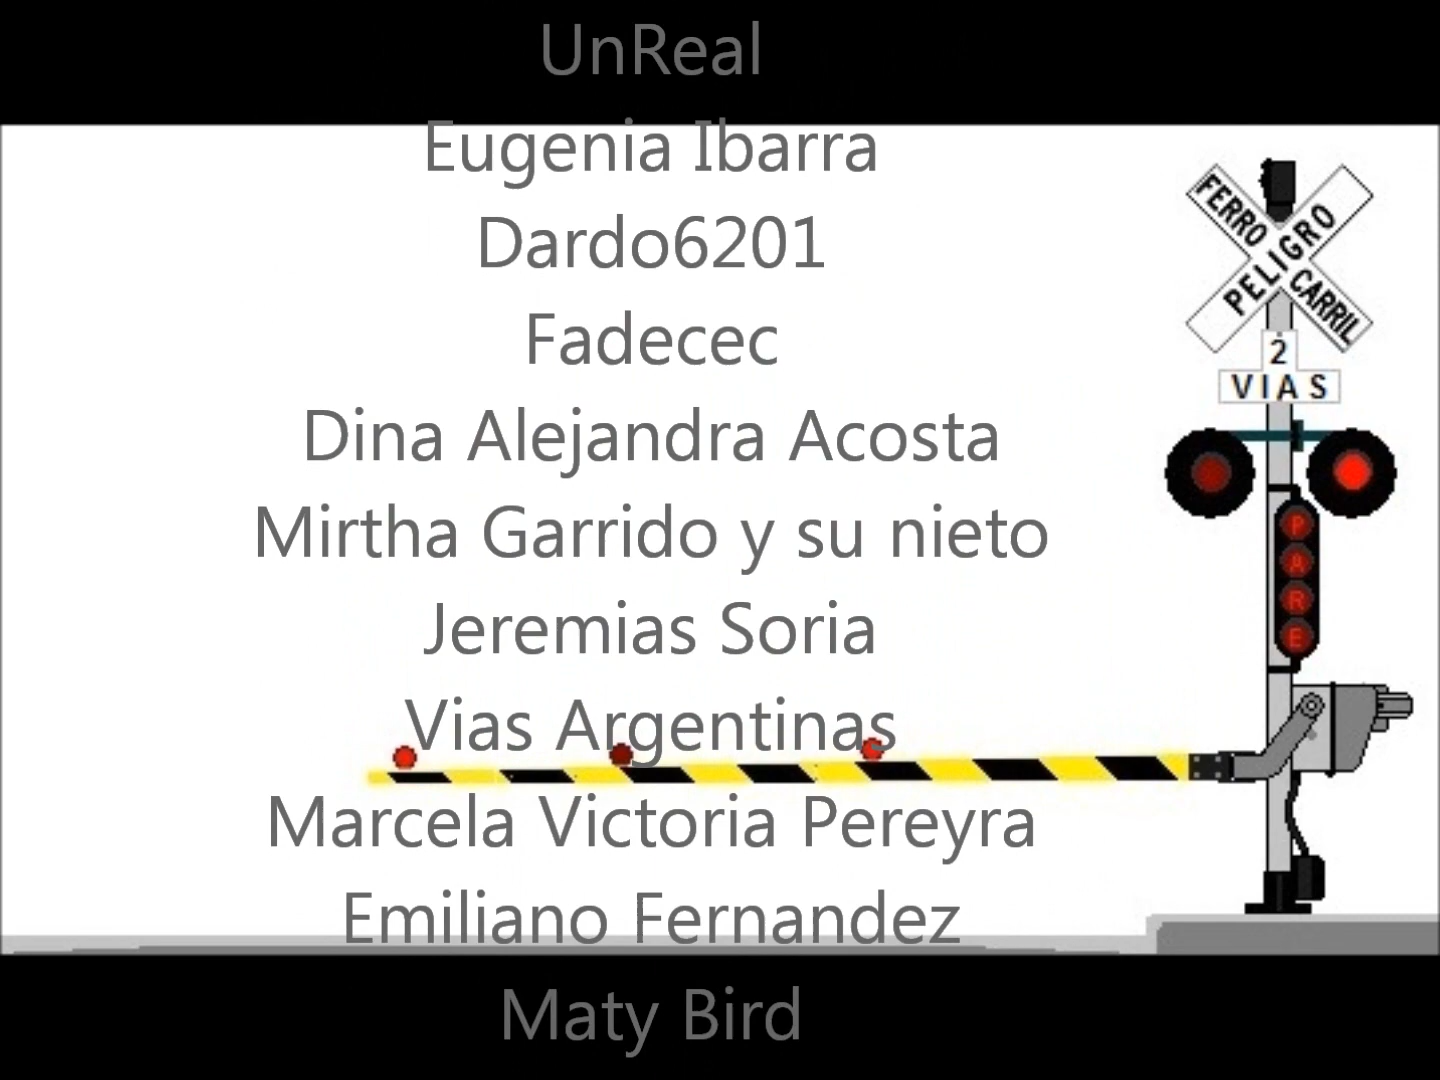 UnReal
Eugenia Ibarra
Dardo6201
Fadecec
Dina Alejandra Acosta
Mirtha Garrido y su nieto
Jeremias Soria
Vias Argentinas
Marcela Victoria Pereyra
Emiliano Fernandez
Maty Bird
FERRO CARRIL
PELIGRO
2
VIAS
PARE